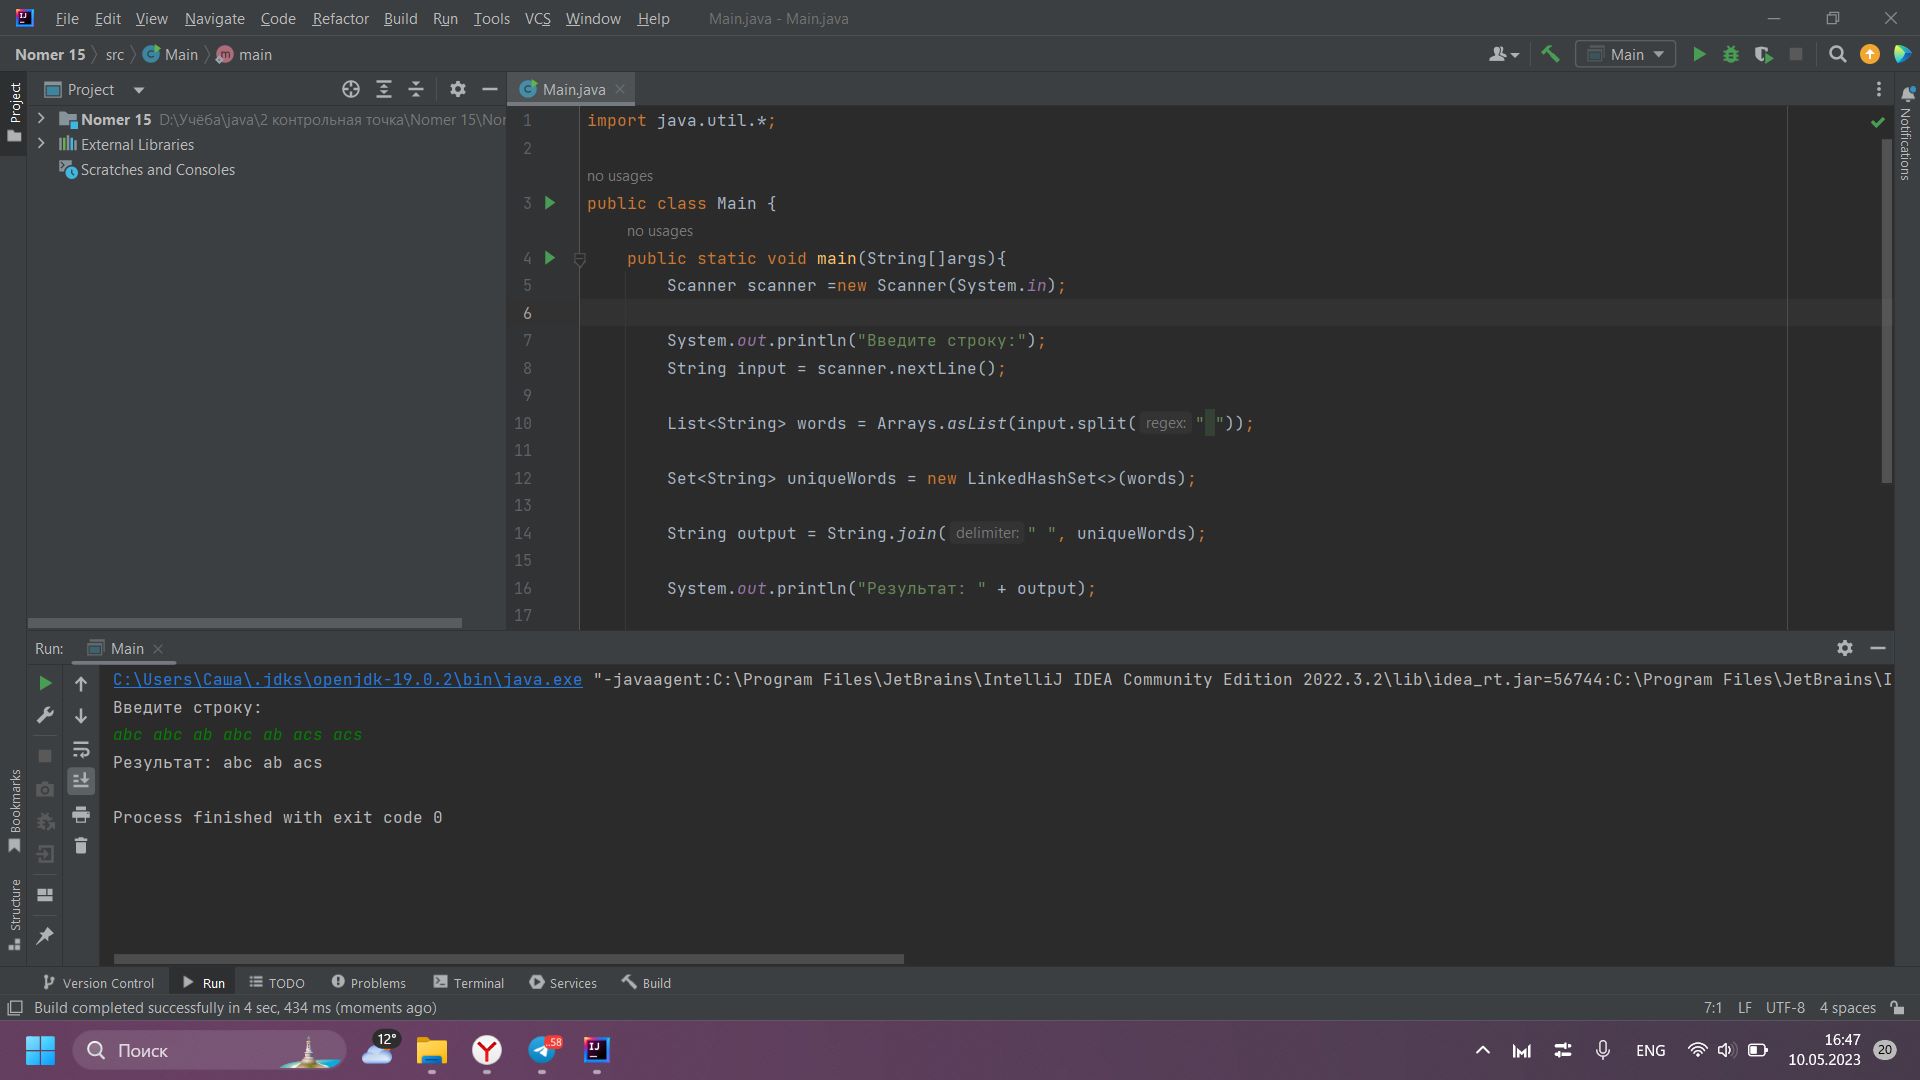 File Edit View Navigate Code Refactor Build Run Tools VCS Window Help Main.java - Main.java
Nomer 15 src Main main
Main
Project
Main.java
Project
Nomer 15 D:\Учёба\java\2 контрольная точка\Nomer 15\Nor
External Libraries
Scratches and Consoles
Notifications
1 import java.util.*;
2
no usages
3 public class Main {
no usages
4 public static void main(String[]args){
5 Scanner scanner =new Scanner(System.in);
6
7 System.out.println("Введите строку:");
8 String input = scanner.nextLine();
9
10 List<String> words = Arrays.asList(input.split( regex: " "));
11
12 Set<String> uniqueWords = new LinkedHashSet<>(words);
13
14 String output = String.join( delimiter: " ", uniqueWords);
15
16 System.out.println("Результат: " + output);
17
Run: Main
C:\Users\Саша\.jdks\openjdk-19.0.2\bin\java.exe "-javaagent:C:\Program Files\JetBrains\IntelliJ IDEA Community Edition 2022.3.2\lib\idea_rt.jar=56744:C:\Program Files\JetBrains\I
Введите строку:
abc abc ab abc ab acs acs
Результат: abc ab acs
Process finished with exit code 0
Bookmarks
Structure
Version Control Run TODO Problems Terminal Services Build
Build completed successfully in 4 sec, 434 ms (moments ago)
7:1 LF UTF-8 4 spaces
Поиск
12°
..58
IJ
ENG
16:47
10.05.2023
20